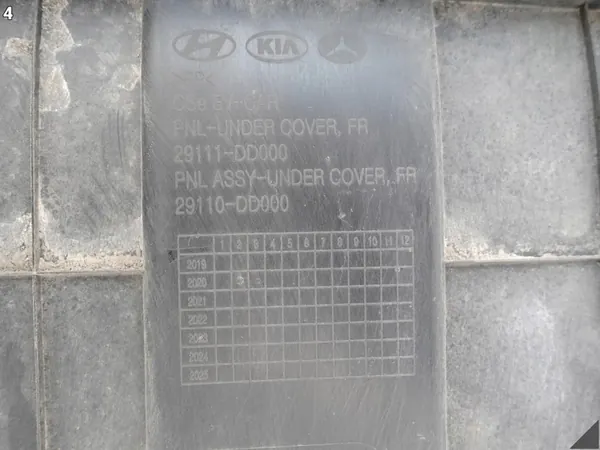 4
KIA
PNL-UNDER COVER, FR
29111-DD000
PNL ASSY-UNDER COVER, FR
29110-DD000
1 2 3 4 5 6 7 8 9 10 11 12
2019
2020
2021
2022
2023
2024
2025